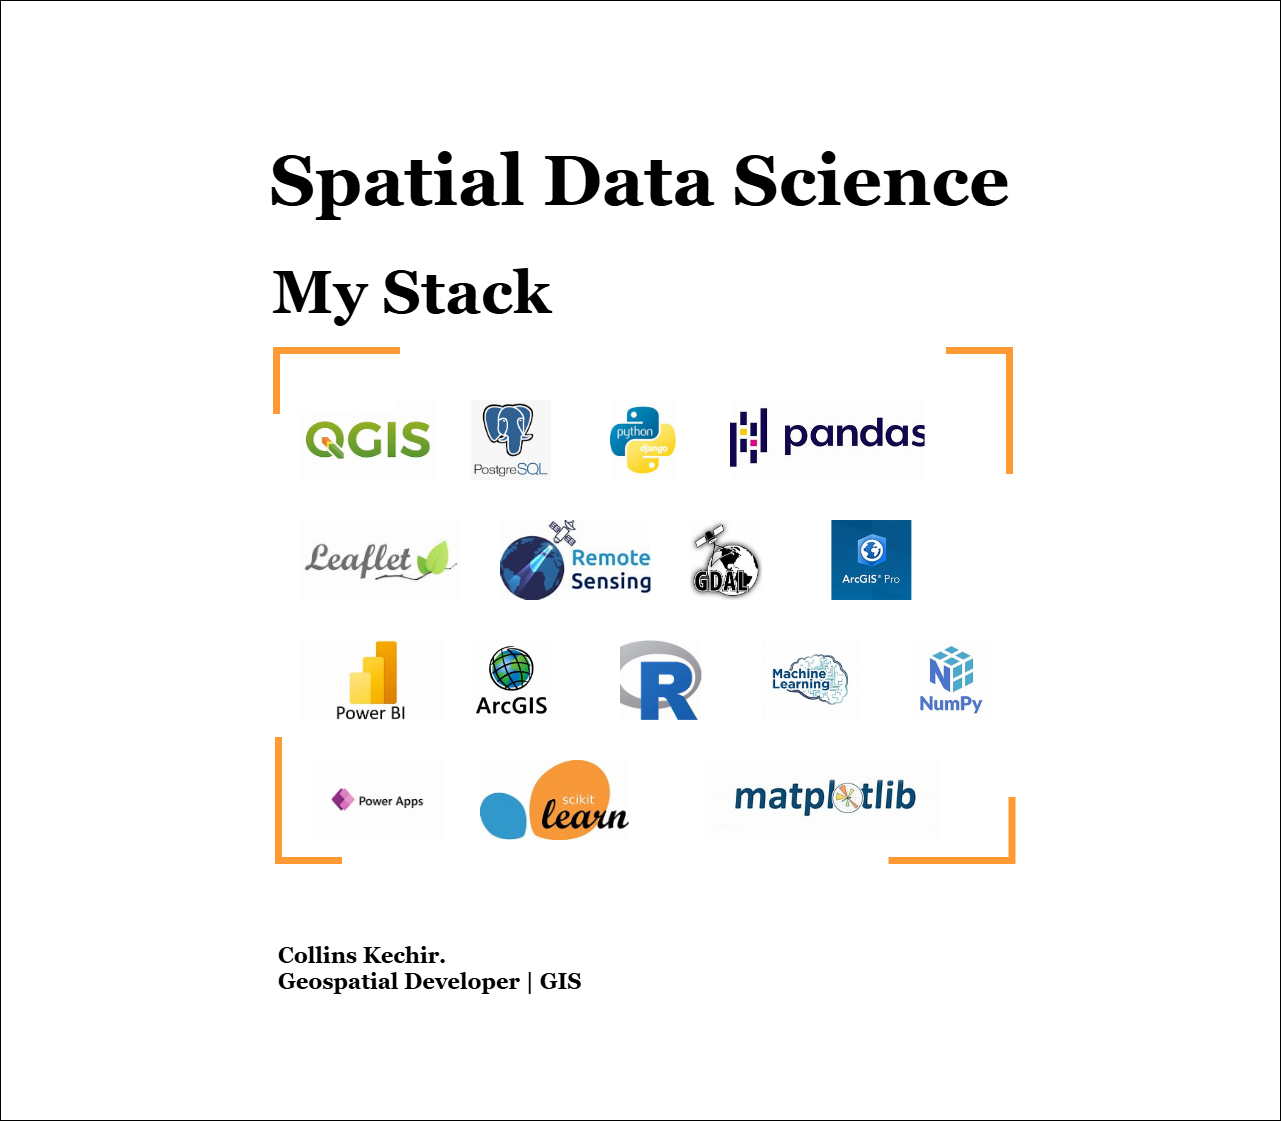 Spatial Data Science
My Stack
QGIS
PostgreSQL
python
django
pandas
Leaflet
Remote
Sensing
GDAL
ArcGIS® Pro
Power BI
ArcGIS
R
Machine
Learning
NumPy
Power Apps
scikit
learn
matplotlib
Collins Kechir.
Geospatial Developer | GIS